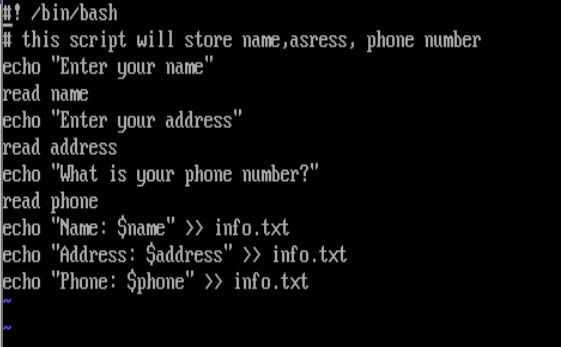 #! /bin/bash
# this script will store name,asress, phone number
echo "Enter your name"
read name
echo "Enter your address"
read address
echo "What is your phone number?"
read phone
echo "Name: $name" >> info.txt
echo "Address: $address" >> info.txt
echo "Phone: $phone" >> info.txt
~
~